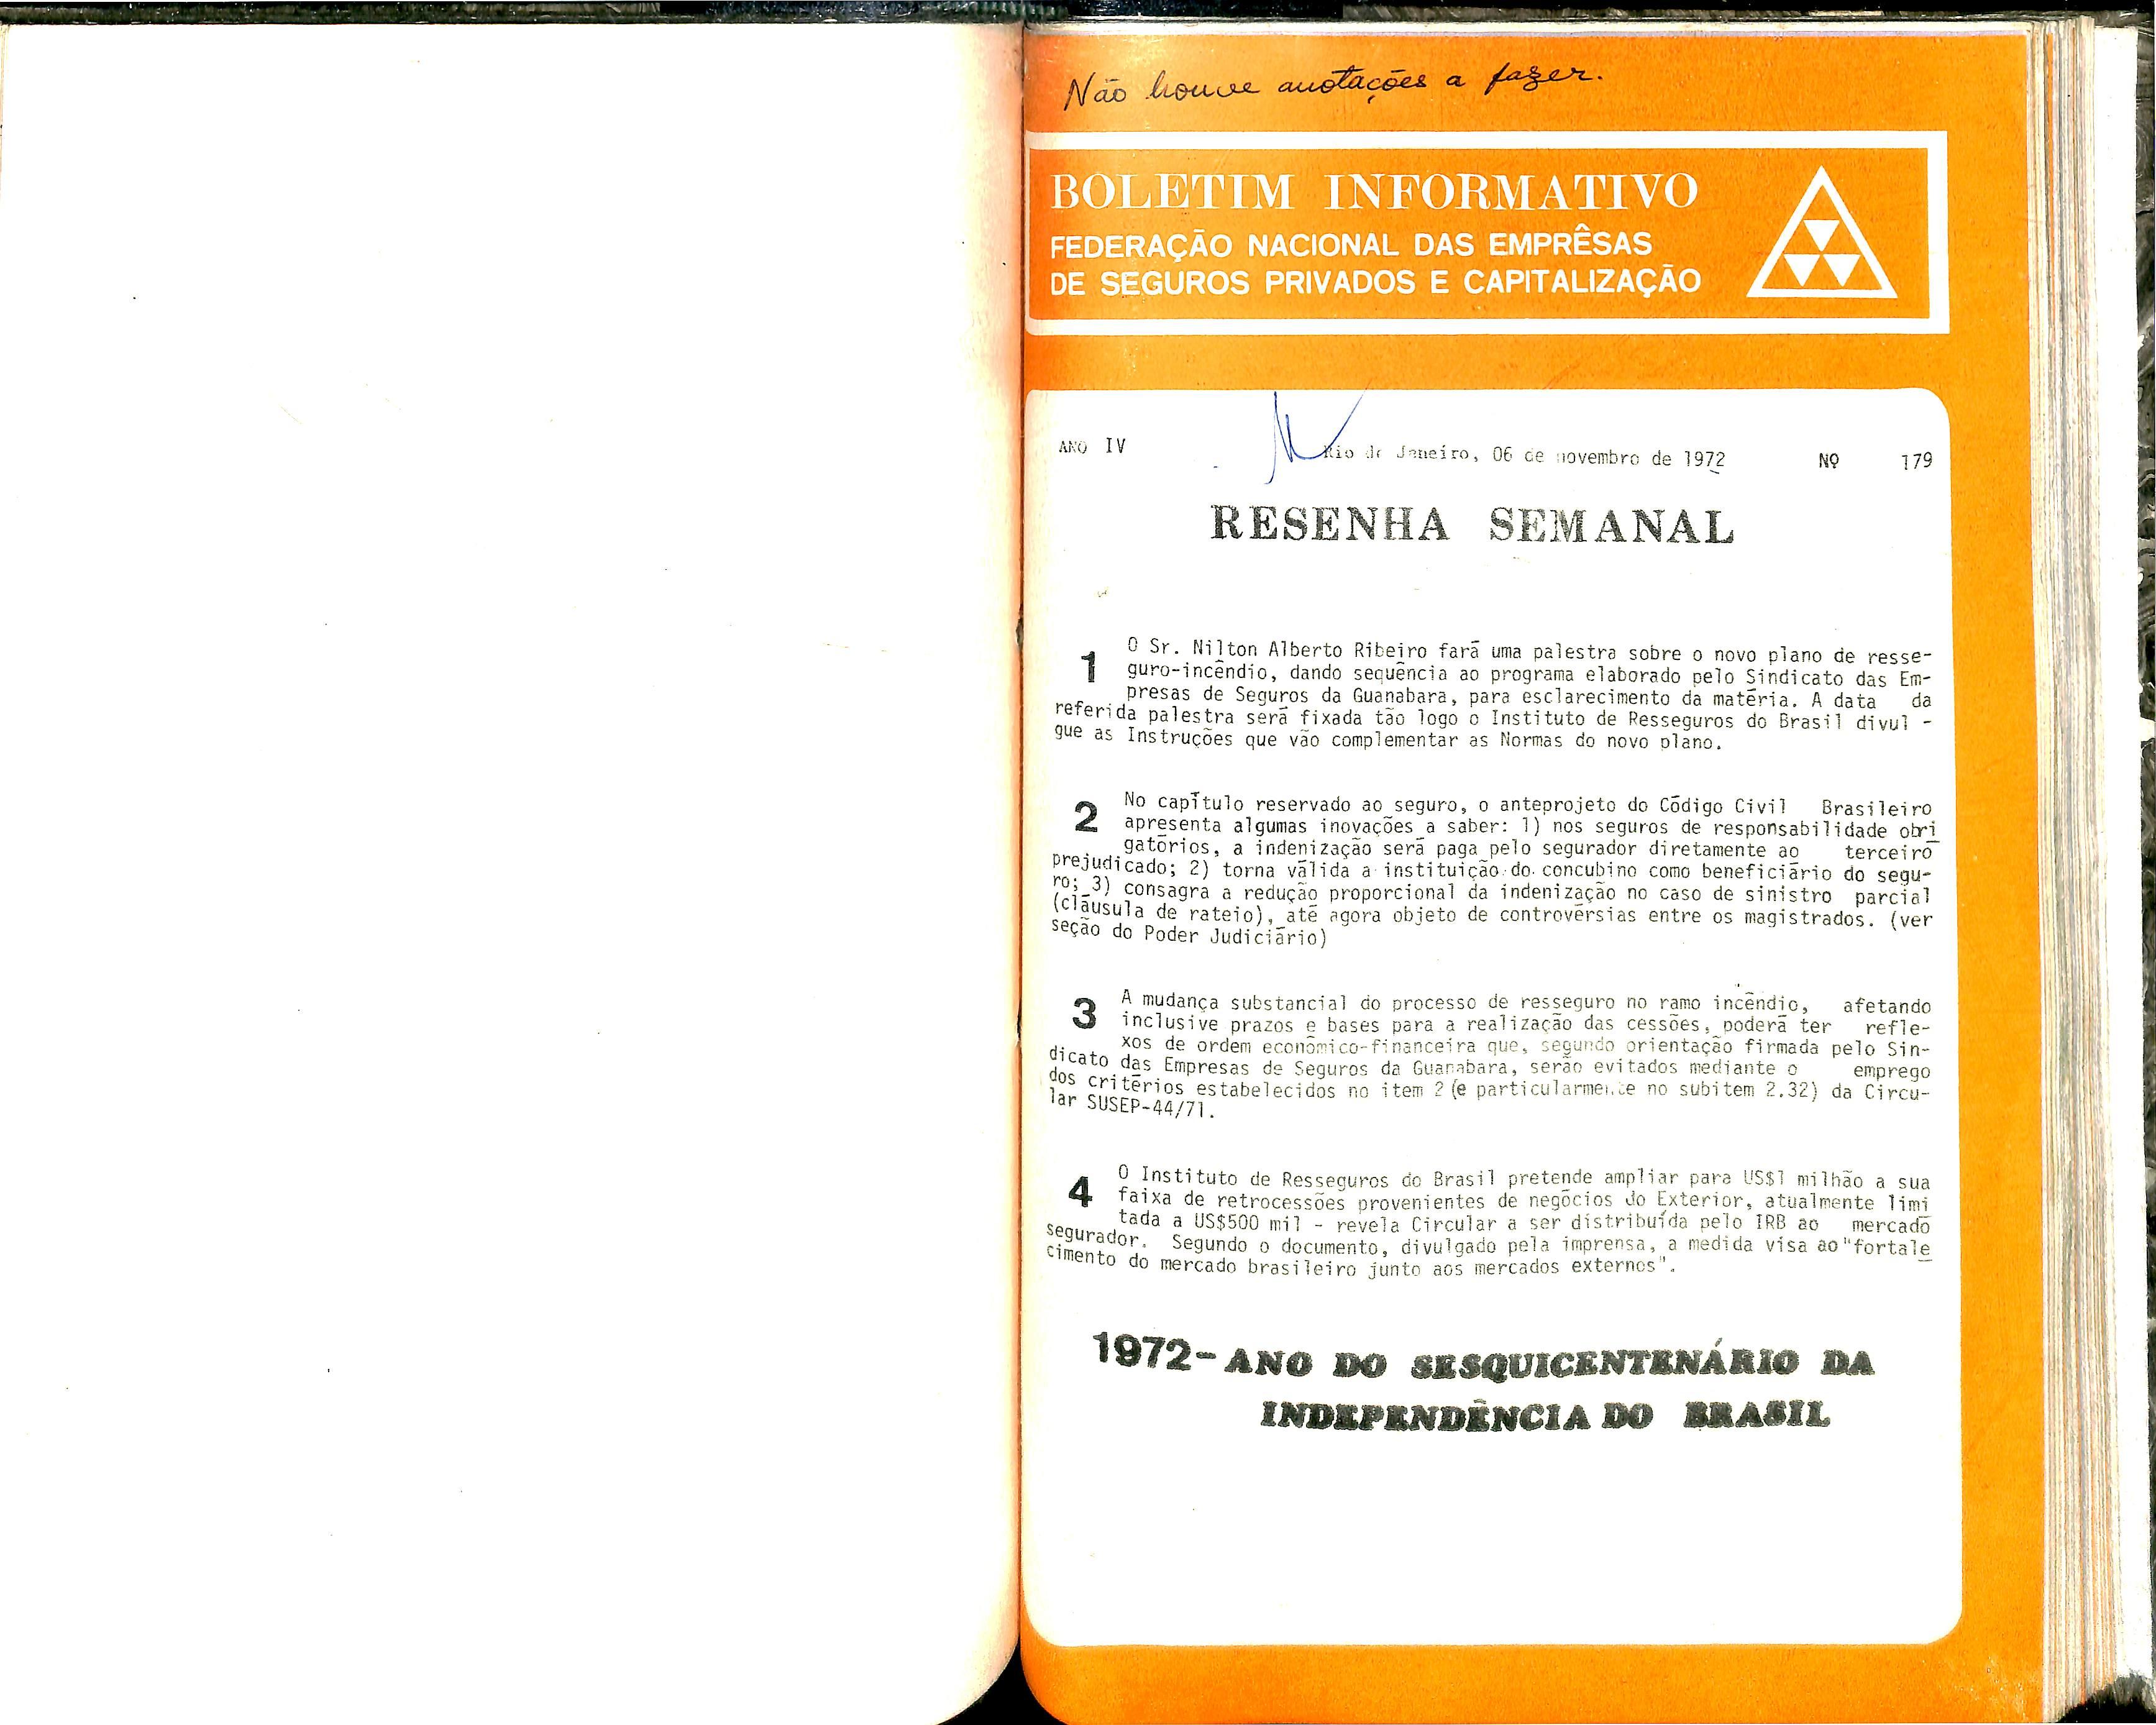 Não houve anotações a fazer.
BOLETIM INFORMATIVO
FEDERAÇÃO NACIONAL DAS EMPRÊSAS
DE SEGUROS PRIVADOS E CAPITALIZAÇÃO
ANO IV Rio de Janeiro, 06 de novembro de 1972 Nº 179
RESENHA SEMANAL
1 O Sr. Nilton Alberto Ribeiro fará uma palestra sobre o novo plano de resse-
guro-incêndio, dando sequência ao programa elaborado pelo Sindicato das Em-
presas de Seguros da Guanabara, para esclarecimento da matéria. A data da
referida palestra será fixada tão logo o Instituto de Resseguros do Brasil divul -
gue as Instruções que vão complementar as Normas do novo plano.
2 No capítulo reservado ao seguro, o anteprojeto do Código Civil Brasileiro
apresenta algumas inovações a saber: 1) nos seguros de responsabilidade obri
gatórios, a indenização será paga pelo segurador diretamente ao terceiro
prejudicado; 2) torna válida a instituição do concubino como beneficiário do segu-
ro; 3) consagra a redução proporcional da indenização no caso de sinistro parcial
(cláusula de rateio), até agora objeto de controvérsias entre os magistrados. (ver
seção do Poder Judiciário)
3 A mudança substancial do processo de resseguro no ramo incêndio, afetando
inclusive prazos e bases para a realização das cessões, poderá ter refle-
xos de ordem econômico-financeira que, segundo orientação firmada pelo Sin-
dicato das Empresas de Seguros da Guanabara, serão evitados mediante o emprego
dos critérios estabelecidos no item 2 (e particularmente no subitem 2.32) da Circu-
lar SUSEP-44/71.
4 O Instituto de Resseguros do Brasil pretende ampliar para US$1 milhão a sua
faixa de retrocessões provenientes de negócios do Exterior, atualmente limi
tada a US$500 mil - revela Circular a ser distribuída pelo IRB ao mercado
segurador. Segundo o documento, divulgado pela imprensa, a medida visa ao "fortale
cimento do mercado brasileiro junto aos mercados externos".
1972-ANO DO SESQUICENTENÁRIO DA
INDEPENDÊNCIA DO BRASIL